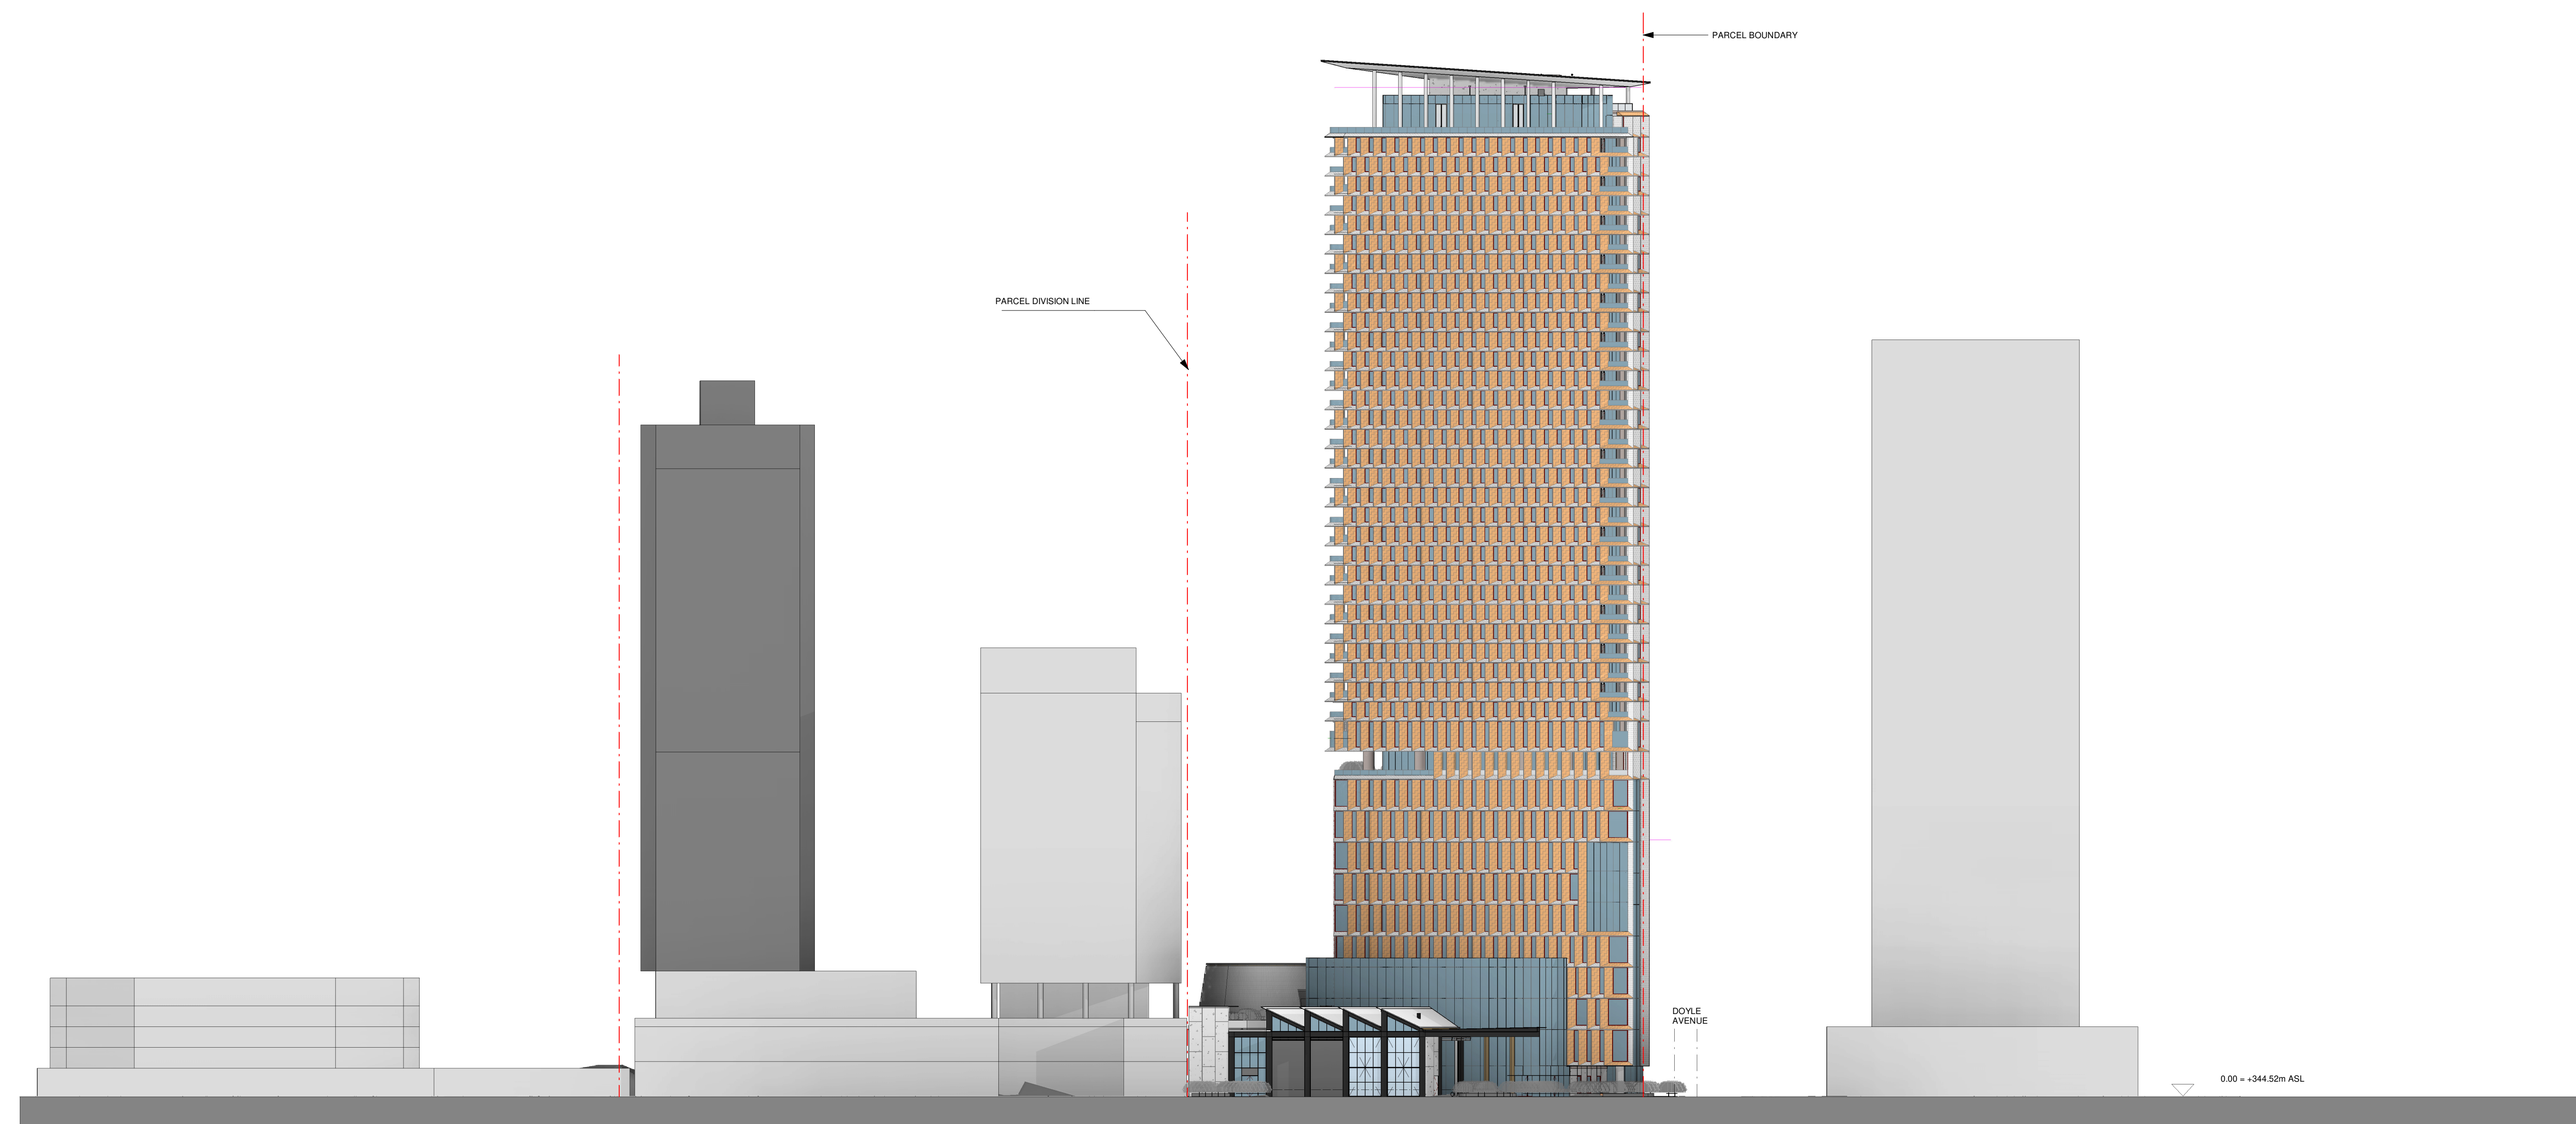 PARCEL BOUNDARY
PARCEL DIVISION LINE
DOYLE
AVENUE
0.00 = +344.52m ASL